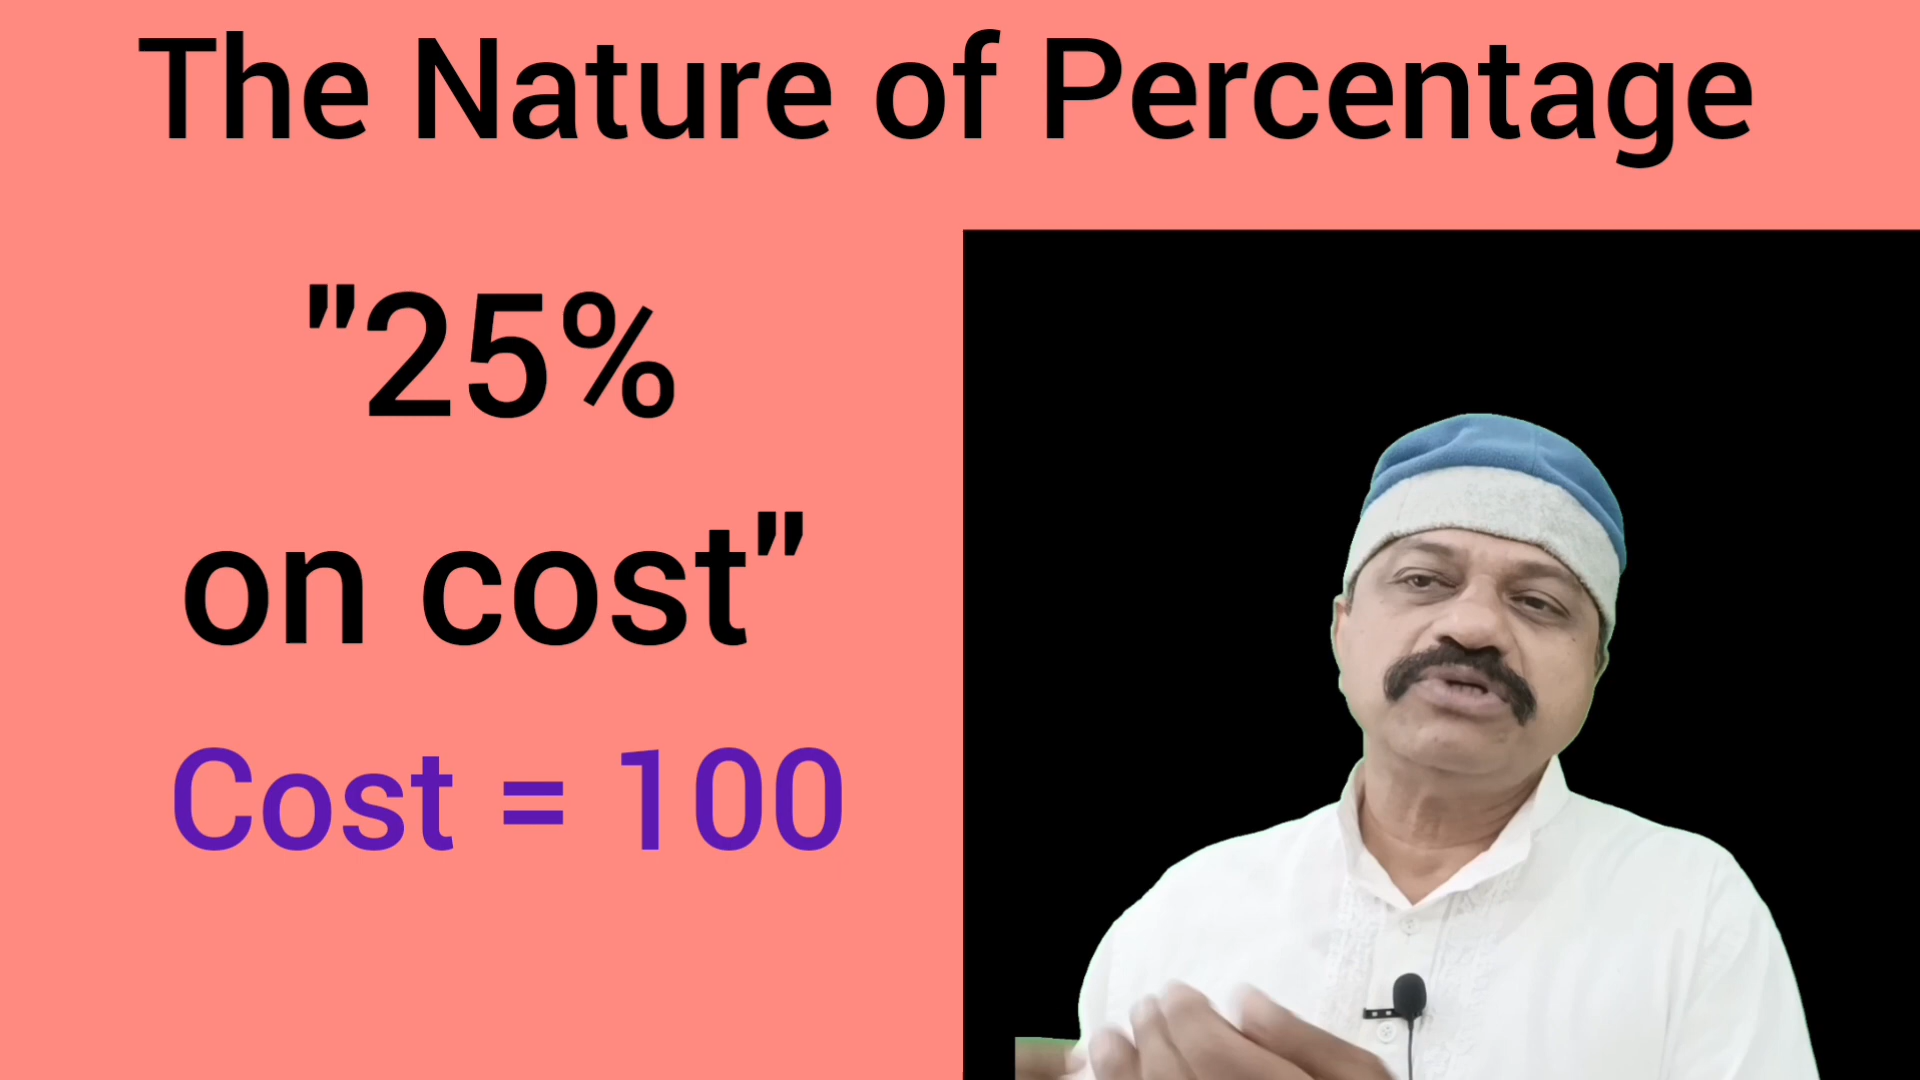 The Nature of Percentage
"25%
on cost"
Cost = 100